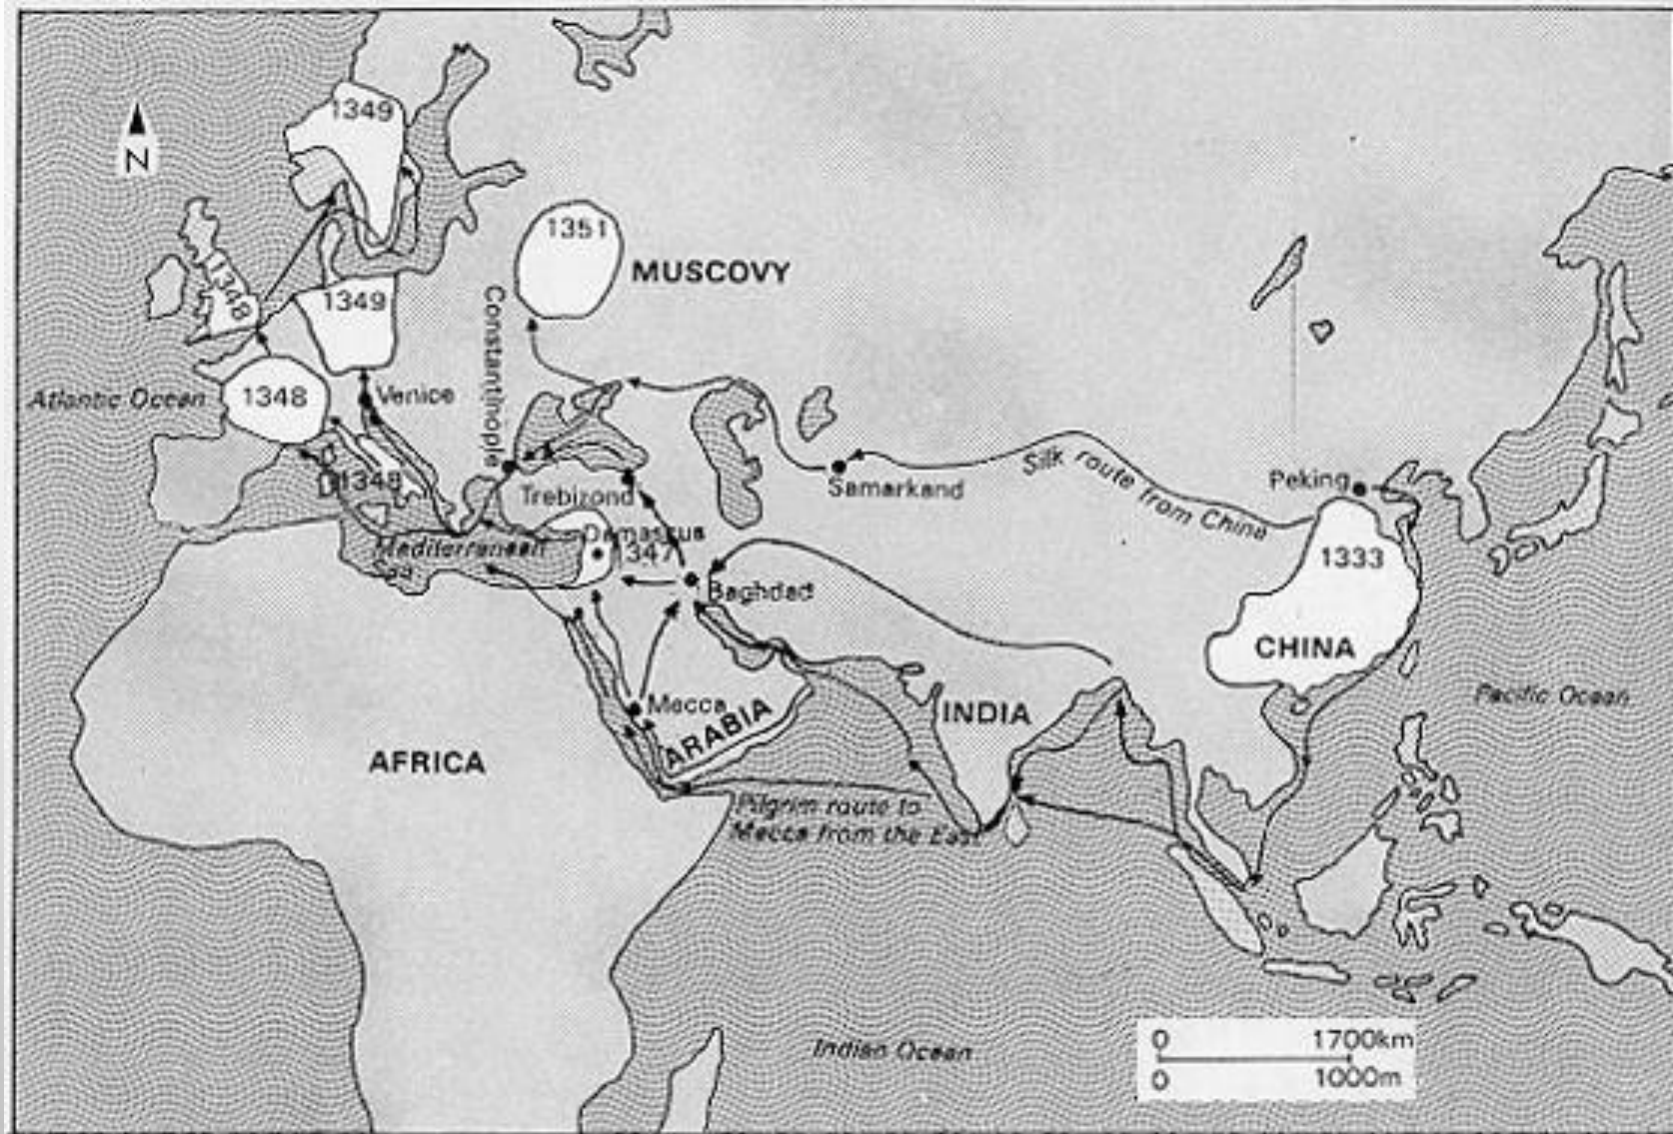 1349
N
1351
MUSCOVY
1348
1349
Constantinople
Atlantic Ocean
1348
Venice
Silk route from China
Peking
1348
Trebizond
Samarkand
Damascus
1347
Mediterranean
Sea
1333
Baghdad
CHINA
Mecca
ARABIA
INDIA
Pacific Ocean
AFRICA
Pilgrim route to
Mecca from the East
Indian Ocean
0 1700km
0 1000m